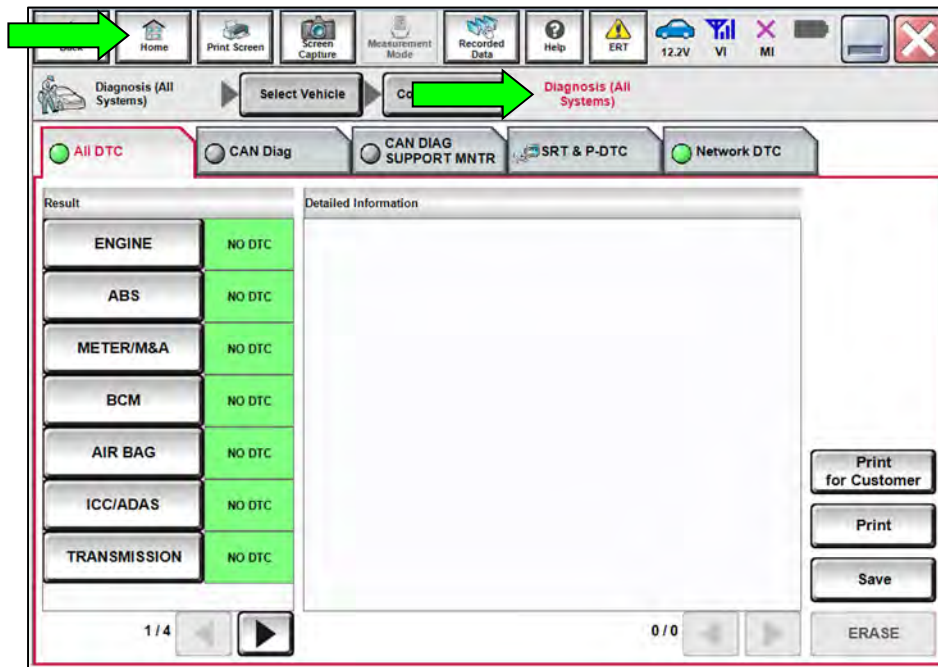 Back
Home
Print Screen
Screen
Capture
Measurement
Mode
Recorded
Data
Help
ERT
12.2V
VI
MI
Diagnosis (All
Systems)
Select Vehicle
Co
Diagnosis (All
Systems)
All DTC
CAN Diag
CAN DIAG
SUPPORT MNTR
SRT & P-DTC
Network DTC
Result
Detailed Information
ENGINE
NO DTC
ABS
NO DTC
METER/M&A
NO DTC
BCM
NO DTC
AIR BAG
NO DTC
ICC/ADAS
NO DTC
TRANSMISSION
NO DTC
Print
for Customer
Print
Save
1/4
0/0
ERASE